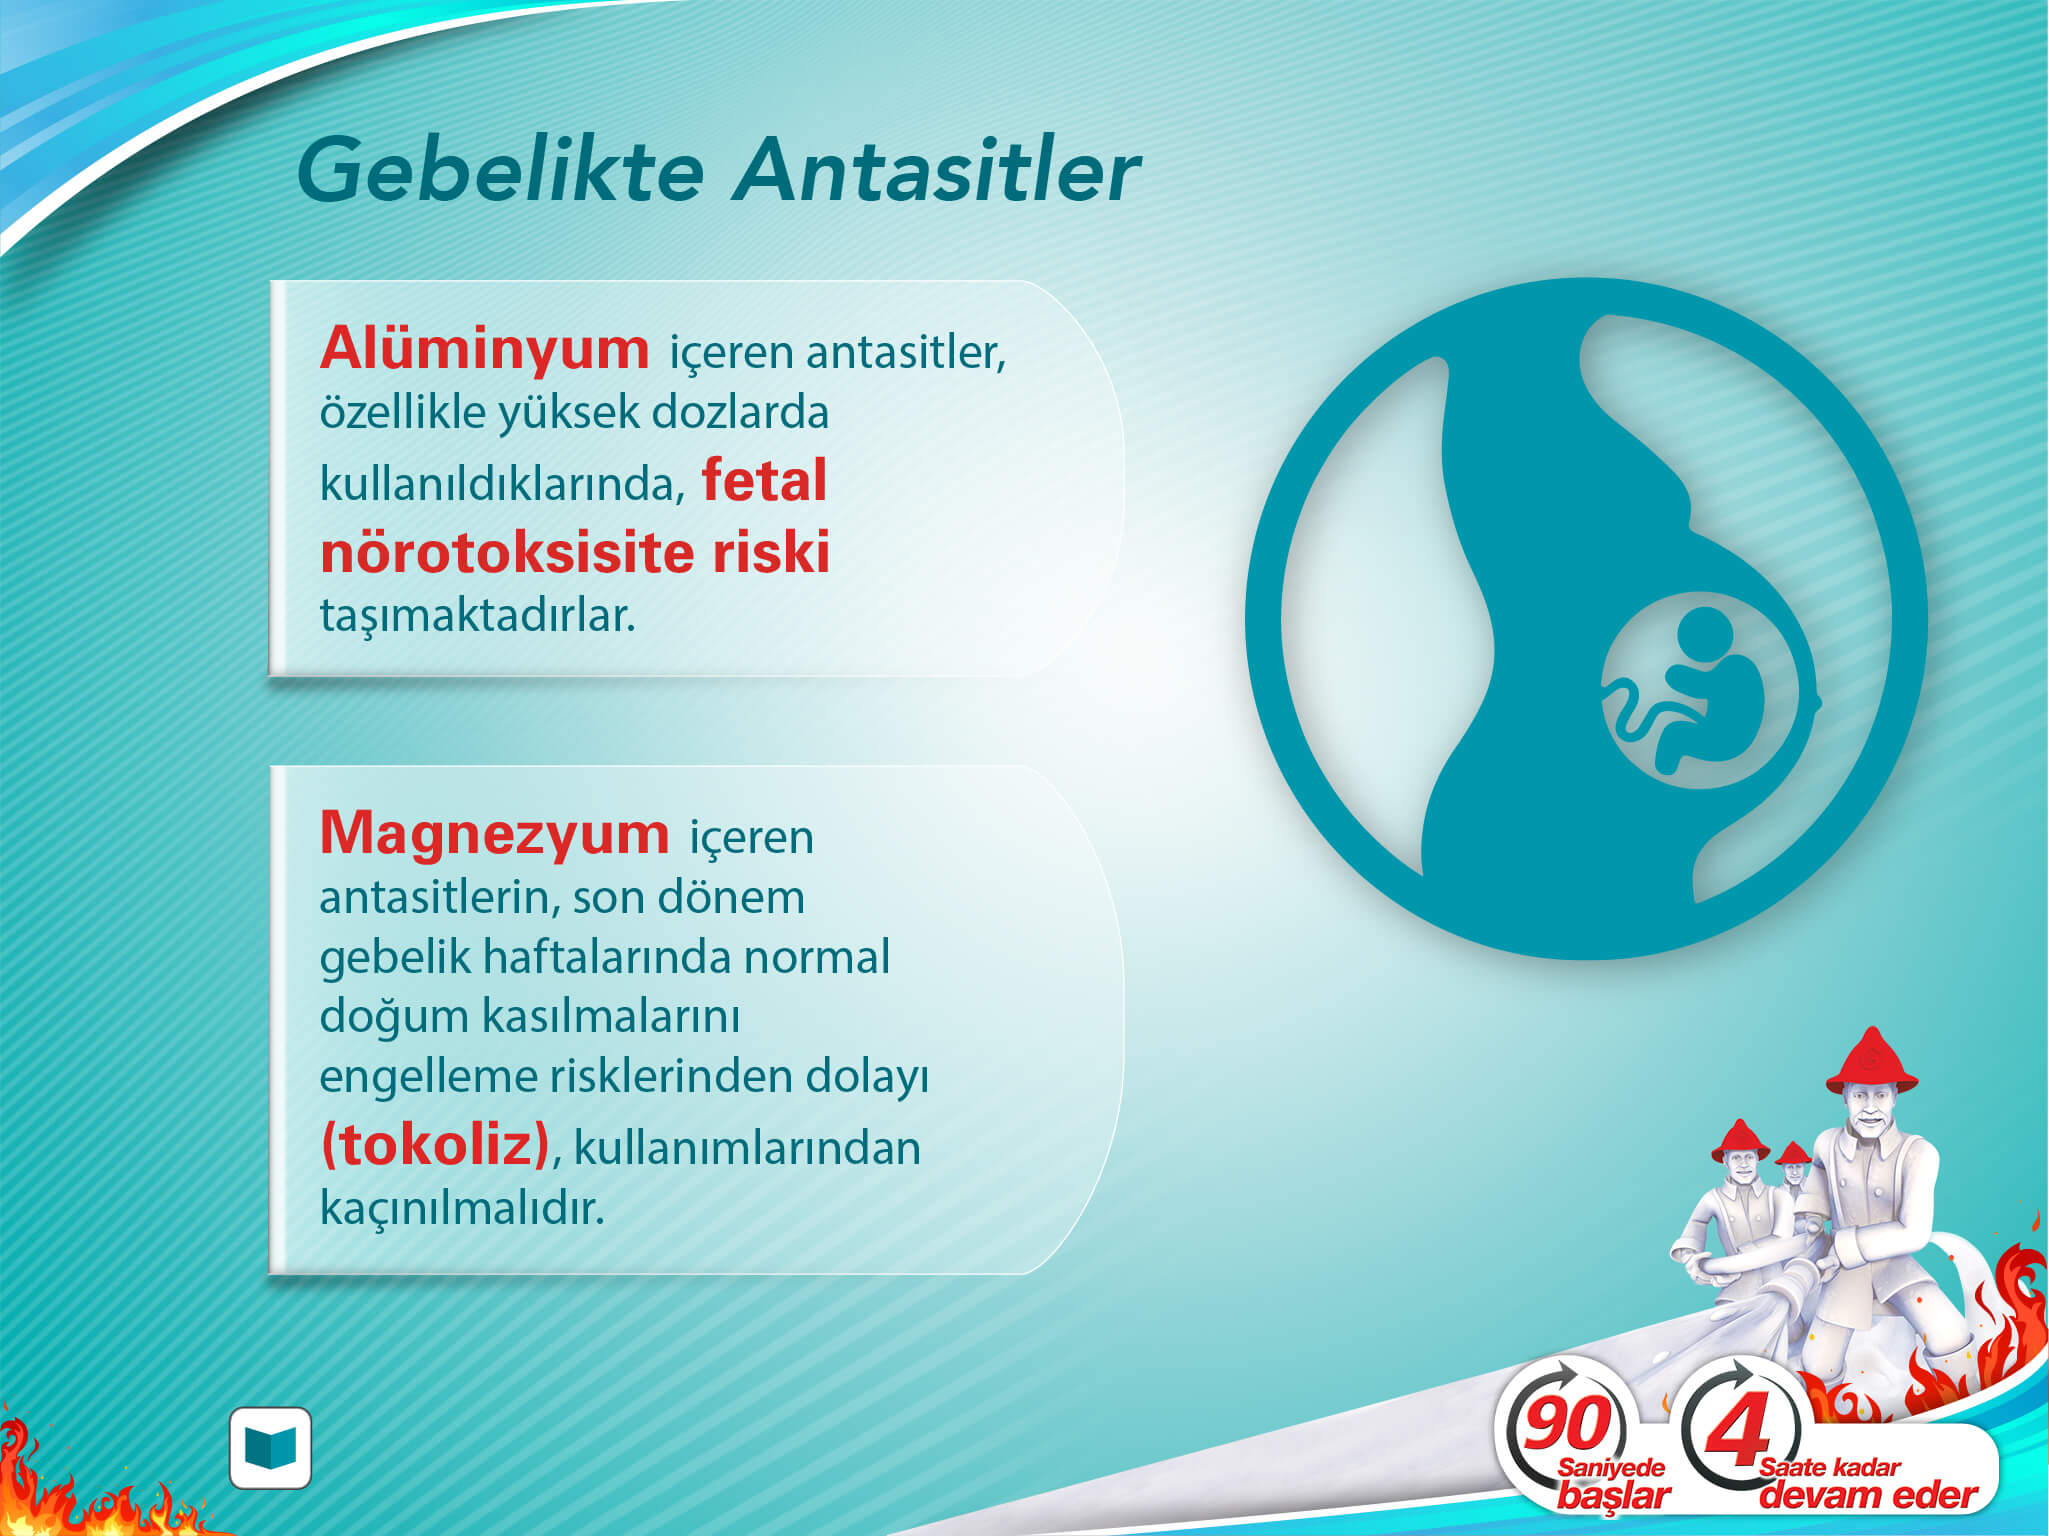 Gebelikte Antasitler
Alüminyum içeren antasitler,
özellikle yüksek dozlarda
kullanıldıklarında, fetal
nörotoksisite riski
taşımaktadırlar.
Magnezyum içeren
antasitlerin, son dönem
gebelik haftalarında normal
doğum kasılmalarını
engelleme risklerinden dolayı
(tokoliz), kullanımlarından
kaçınılmalıdır.
90
Saniyede
başlar
4
Saate kadar
devam eder